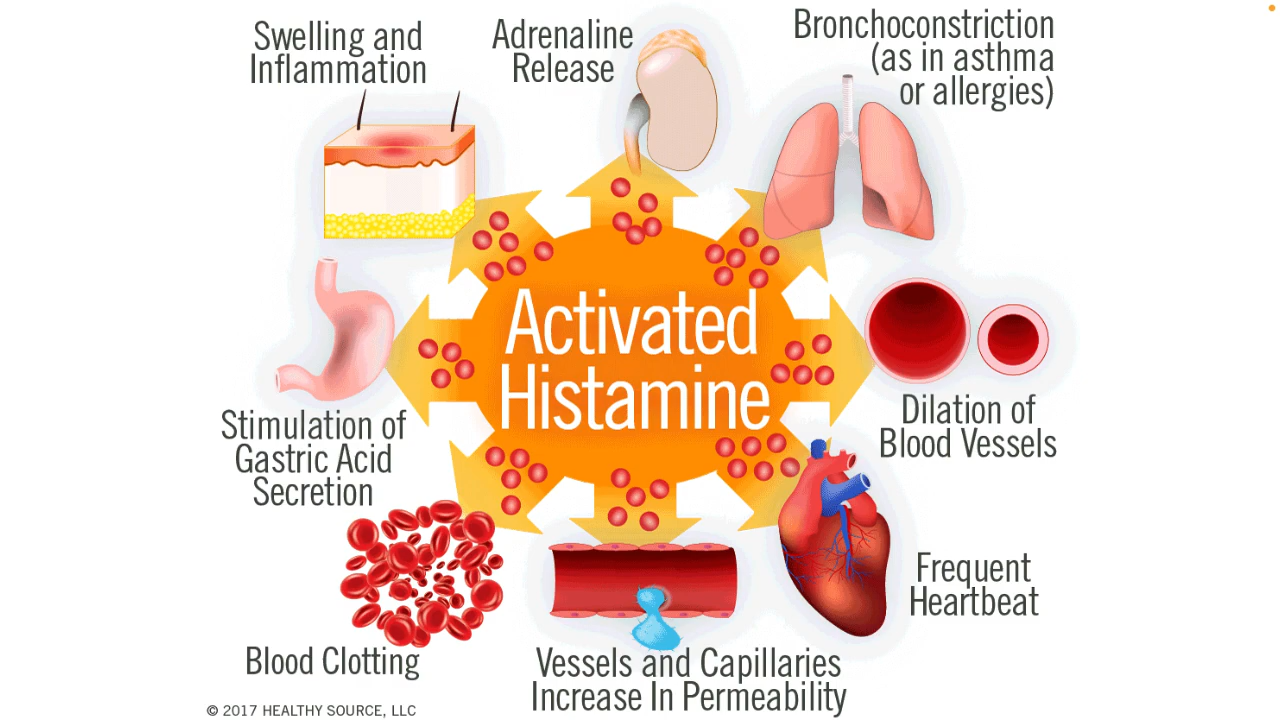 Swelling and
Inflammation
Adrenaline
Release
Bronchoconstriction
(as in asthma
or allergies)
Activated
Histamine
Dilation of
Blood Vessels
Stimulation of
Gastric Acid
Secretion
Frequent
Heartbeat
Blood Clotting
Vessels and Capillaries
Increase In Permeability
© 2017 HEALTHY SOURCE, LLC